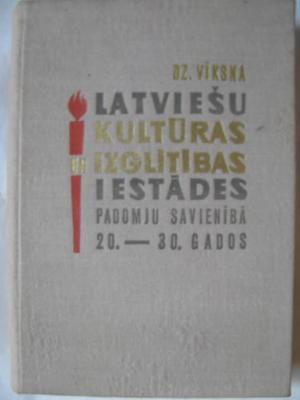 DZ. VĪKSNA
LATVIEŠU
KULTŪRAS
UN IZGLĪTĪBAS
IESTĀDES
PADOMJU SAVIENĪBĀ
20. — 30. GADOS